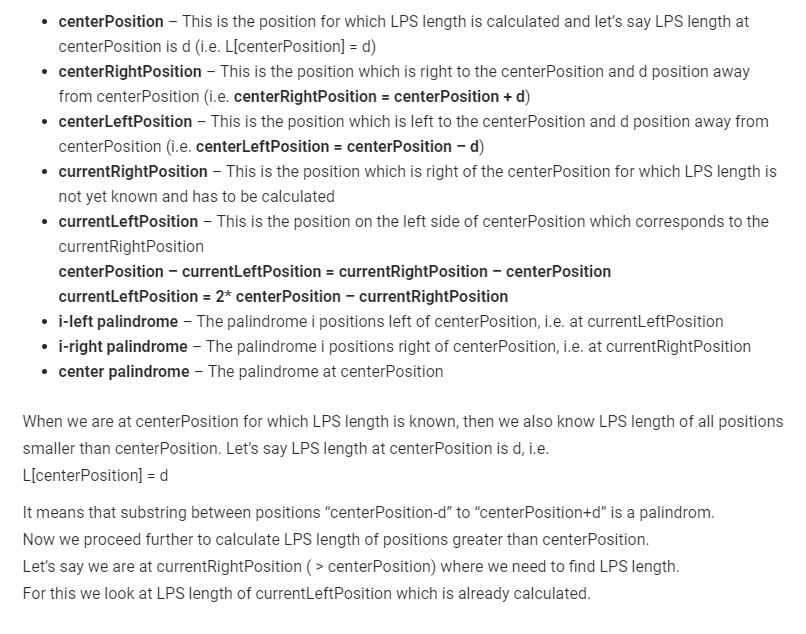 • centerPosition – This is the position for which LPS length is calculated and let’s say LPS length at
centerPosition is d (i.e. L[centerPosition] = d)
• centerRightPosition – This is the position which is right to the centerPosition and d position away
from centerPosition (i.e. centerRightPosition = centerPosition + d)
• centerLeftPosition – This is the position which is left to the centerPosition and d position away from
centerPosition (i.e. centerLeftPosition = centerPosition – d)
• currentRightPosition – This is the position which is right of the centerPosition for which LPS length is
not yet known and has to be calculated
• currentLeftPosition – This is the position on the left side of centerPosition which corresponds to the
currentRightPosition
centerPosition – currentLeftPosition = currentRightPosition – centerPosition
currentLeftPosition = 2* centerPosition – currentRightPosition
• i-left palindrome – The palindrome i positions left of centerPosition, i.e. at currentLeftPosition
• i-right palindrome – The palindrome i positions right of centerPosition, i.e. at currentRightPosition
• center palindrome – The palindrome at centerPosition
When we are at centerPosition for which LPS length is known, then we also know LPS length of all positions
smaller than centerPosition. Let’s say LPS length at centerPosition is d, i.e.
L[centerPosition] = d
It means that substring between positions “centerPosition-d” to “centerPosition+d” is a palindrom.
Now we proceed further to calculate LPS length of positions greater than centerPosition.
Let’s say we are at currentRightPosition ( > centerPosition) where we need to find LPS length.
For this we look at LPS length of currentLeftPosition which is already calculated.